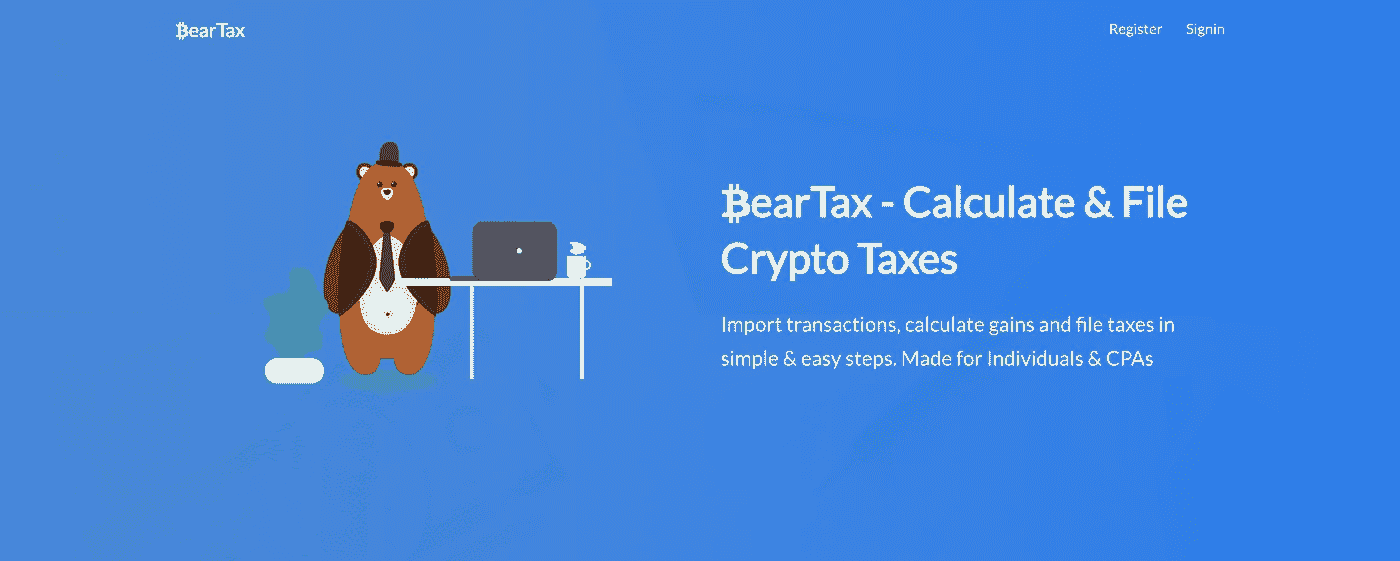 ₿earTax
Register Signin
₿earTax - Calculate & File
Crypto Taxes
Import transactions, calculate gains and file taxes in
simple & easy steps. Made for Individuals & CPAs